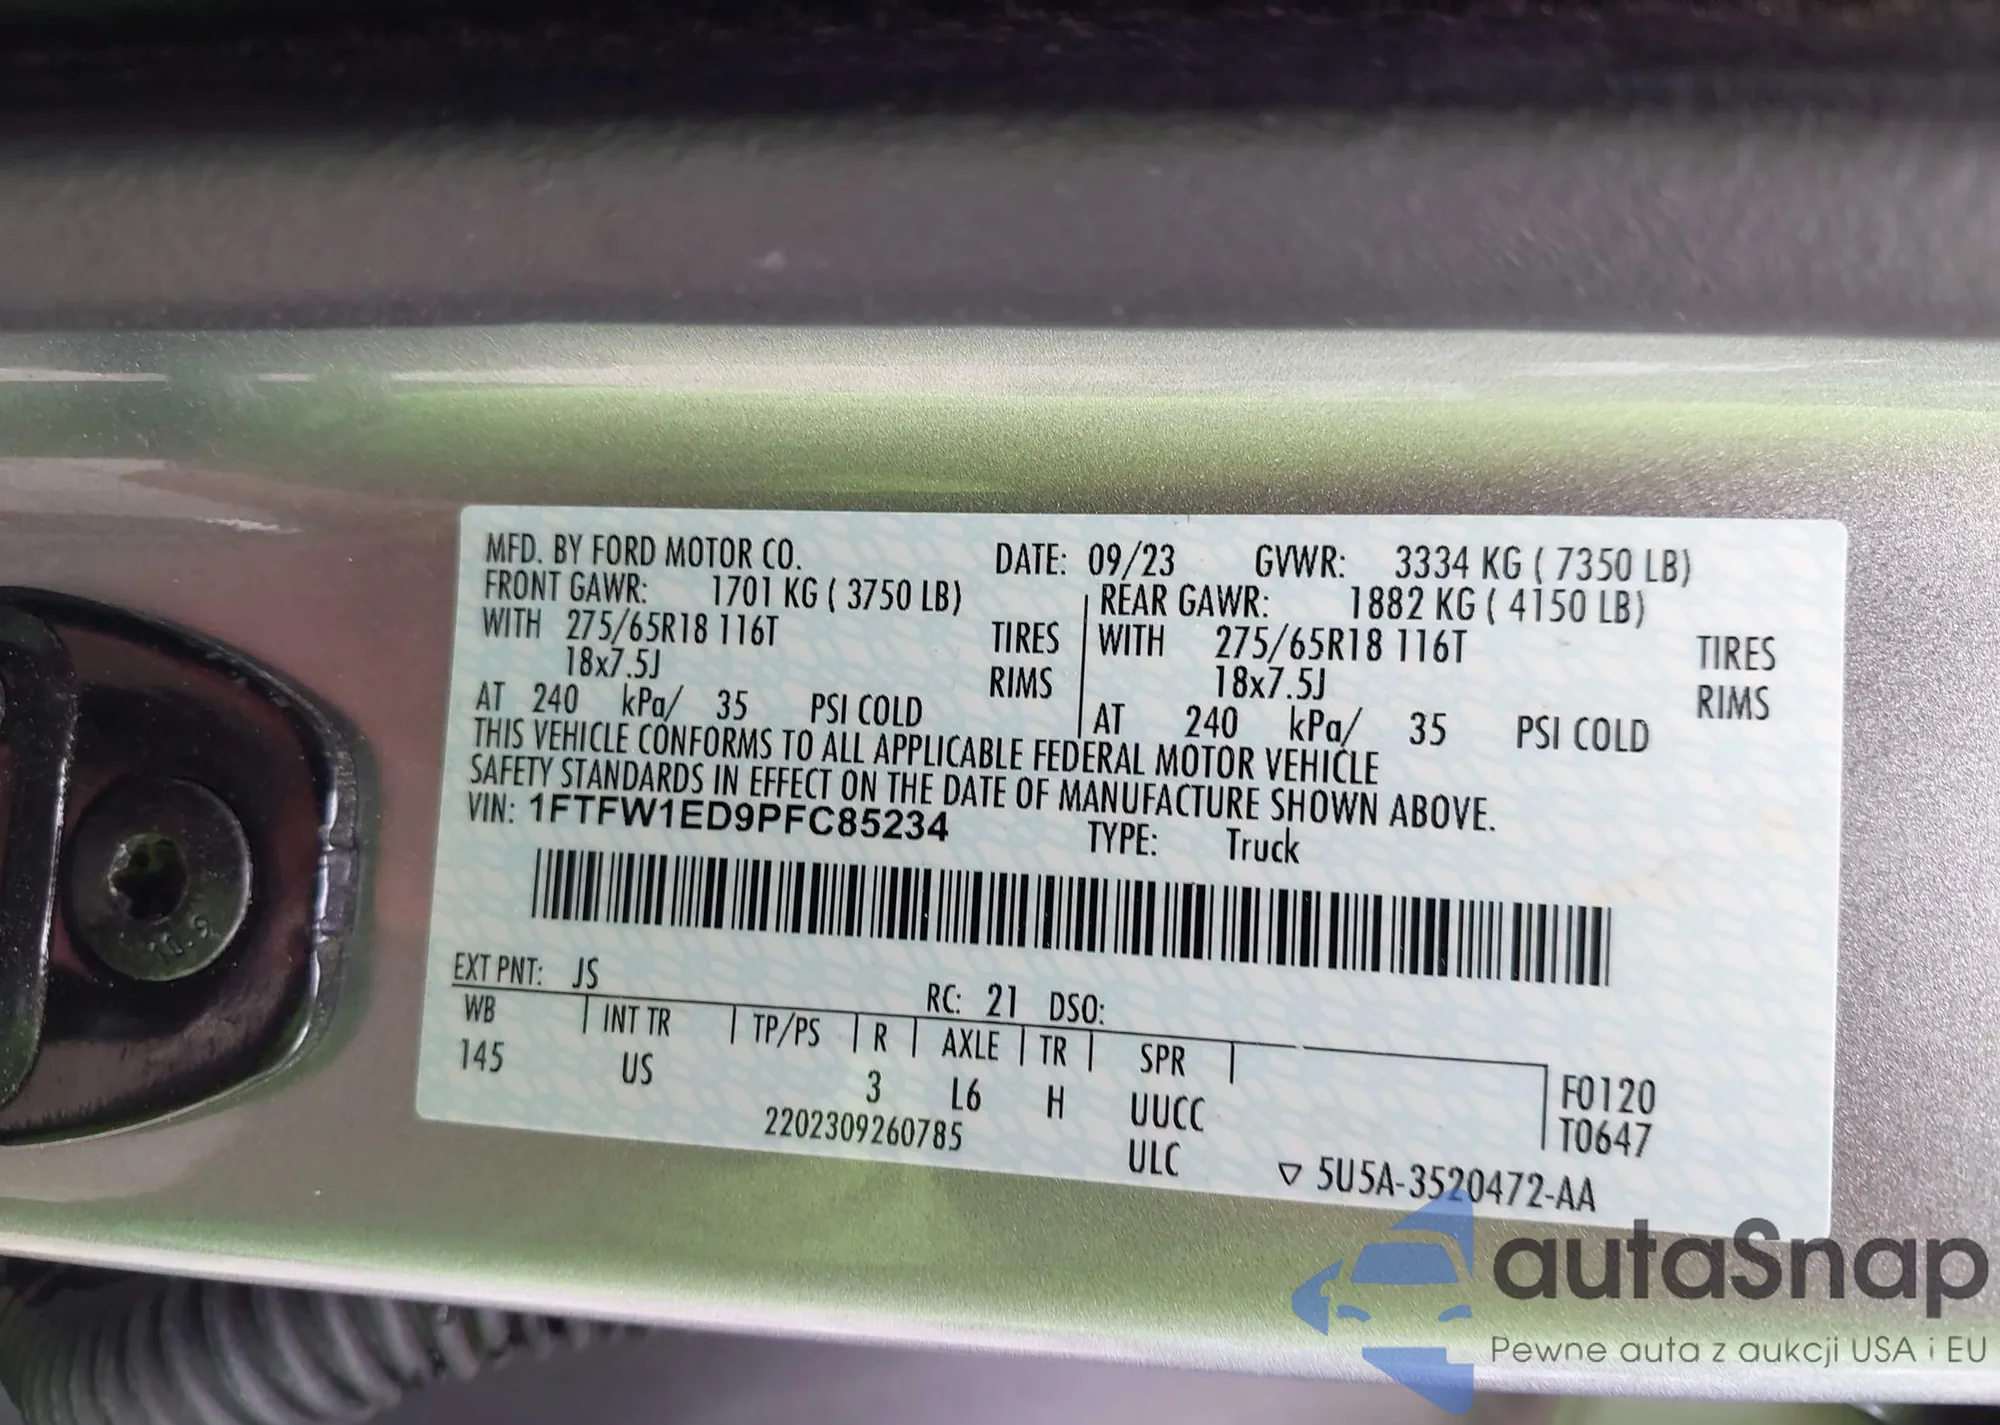 MFD. BY FORD MOTOR CO. DATE: 09/23 GVWR: 3334 KG ( 7350 LB)
FRONT GAWR: 1701 KG ( 3750 LB) REAR GAWR: 1882 KG ( 4150 LB)
WITH 275/65R18 116T TIRES WITH 275/65R18 116T TIRES
18x7.5J RIMS 18x7.5J RIMS
AT 240 kPa/ 35 PSI COLD AT 240 kPa/ 35 PSI COLD
THIS VEHICLE CONFORMS TO ALL APPLICABLE FEDERAL MOTOR VEHICLE
SAFETY STANDARDS IN EFFECT ON THE DATE OF MANUFACTURE SHOWN ABOVE.
VIN: 1FTFW1ED9PFC85234 TYPE: Truck
EXT PNT: JS RC: 21 DSO:
WB INT TR TP/PS R AXLE TR SPR
145 US 3 L6 H UUCC F0120
2202309260785 ULC T0647
▽ 5U5A-3520472-AA
10.9
autaSnap
Pewne auta z aukcji USA i EU